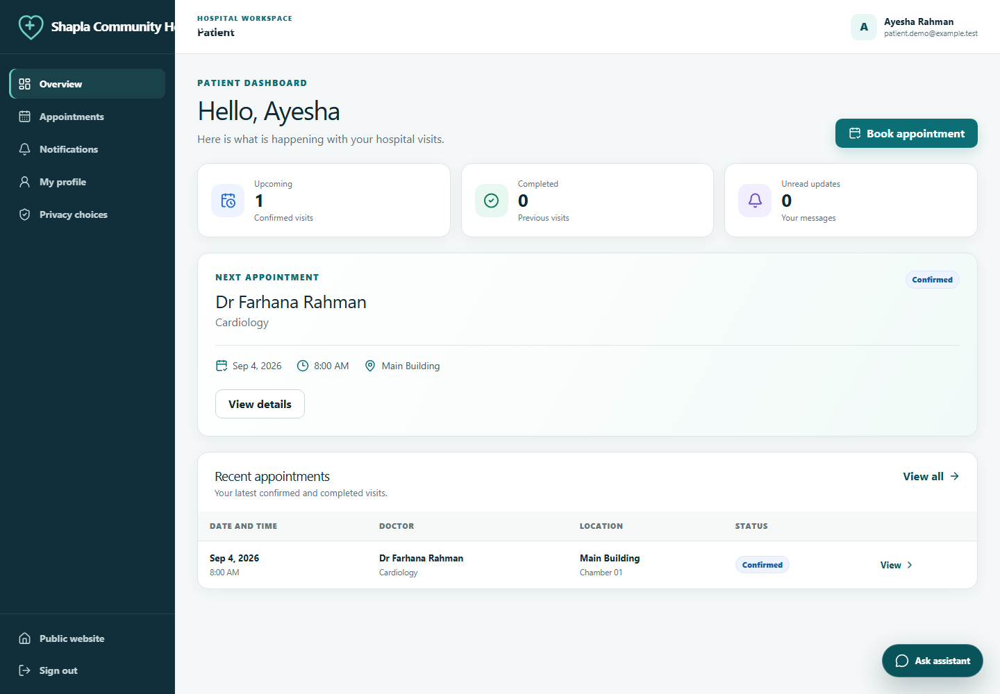 Shapla Community H
HOSPITAL WORKSPACE
Patient
A
Ayesha Rahman
patient.demo@example.test
Overview
Appointments
Notifications
My profile
Privacy choices
Public website
Sign out
PATIENT DASHBOARD
Hello, Ayesha
Here is what is happening with your hospital visits.
Book appointment
Upcoming
1
Confirmed visits
Completed
0
Previous visits
Unread updates
0
Your messages
NEXT APPOINTMENT
Confirmed
Dr Farhana Rahman
Cardiology
Sep 4, 2026 8:00 AM Main Building
View details
Recent appointments
View all
Your latest confirmed and completed visits.
DATE AND TIME DOCTOR LOCATION STATUS
Sep 4, 2026 Dr Farhana Rahman Main Building Confirmed View
8:00 AM Cardiology Chamber 01
Ask assistant